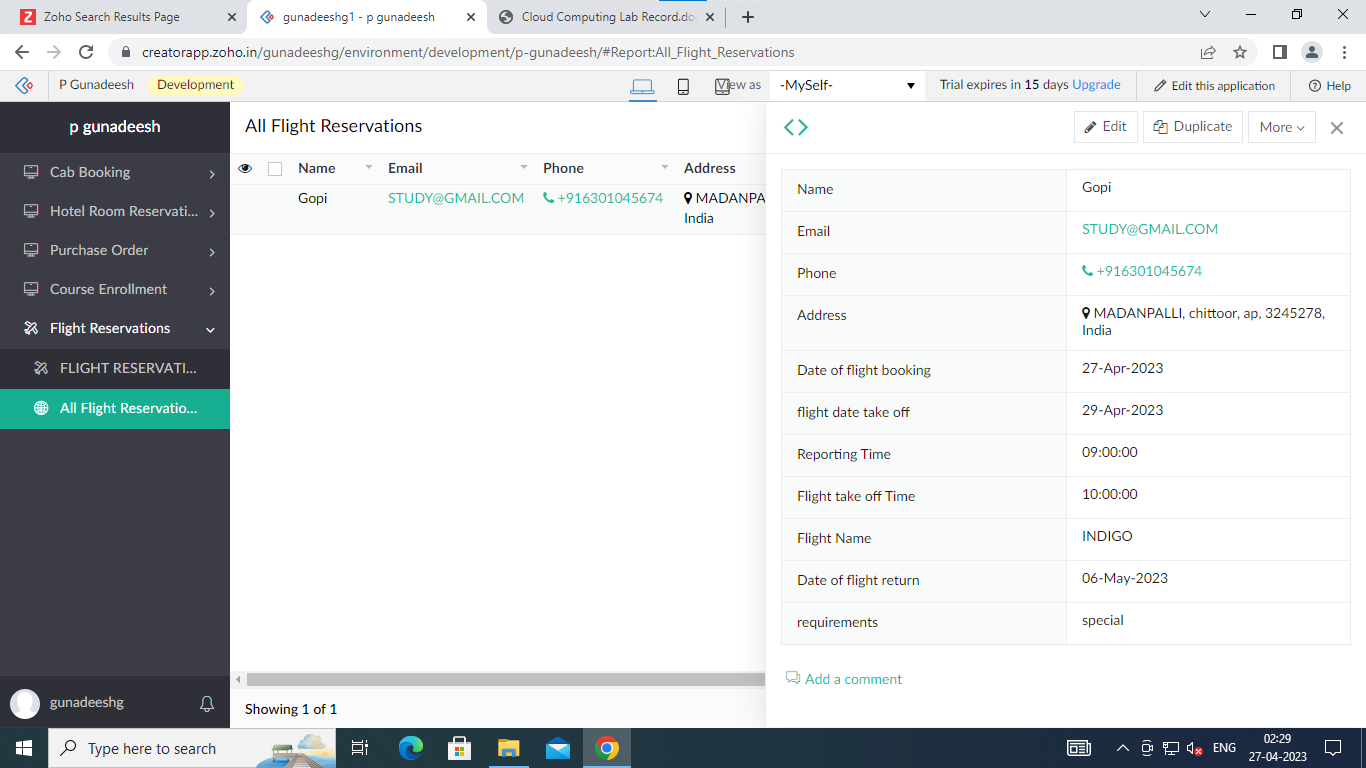 Zoho Search Results Page
gunadeeshg1 - p gunadeesh
Cloud Computing Lab Record.do
creatorapp.zoho.in/gunadeeshg/environment/development/p-gunadeesh/#Report:All_Flight_Reservations
P Gunadeesh
Development
View as
-MySelf-
Trial expires in 15 days Upgrade
Edit this application
Help
p gunadeesh
Cab Booking
Hotel Room Reservati...
Purchase Order
Course Enrollment
Flight Reservations
FLIGHT RESERVATI...
All Flight Reservatio...
gunadeeshg
All Flight Reservations
Name Email Phone Address
Gopi STUDY@GMAIL.COM +916301045674 MADANPA
India
Showing 1 of 1
Edit
Duplicate
More
Name Gopi
Email STUDY@GMAIL.COM
Phone +916301045674
Address MADANPALLI, chittoor, ap, 3245278,
India
Date of flight booking 27-Apr-2023
flight date take off 29-Apr-2023
Reporting Time 09:00:00
Flight take off Time 10:00:00
Flight Name INDIGO
Date of flight return 06-May-2023
requirements special
Add a comment
Type here to search
ENG
02:29
27-04-2023